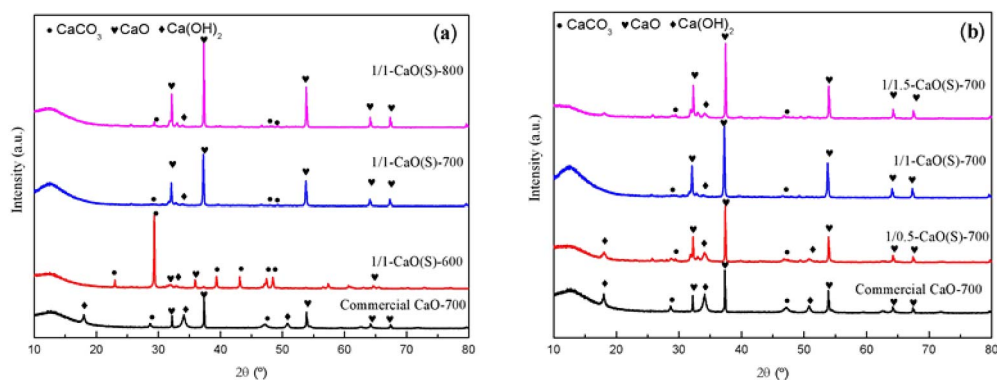 ● CaCO₃ ♥ CaO ♦ Ca(OH)₂
(a)
1/1-CaO(S)-800
1/1-CaO(S)-700
1/1-CaO(S)-600
Commercial CaO-700
Intensity (a.u.)
10 20 30 40 50 60 70 80
2θ (º)
● CaCO₃ ♥ CaO ♦ Ca(OH)₂
(b)
1/1.5-CaO(S)-700
1/1-CaO(S)-700
1/0.5-CaO(S)-700
Commercial CaO-700
Intensity (a.u.)
10 20 30 40 50 60 70 80
2θ (º)